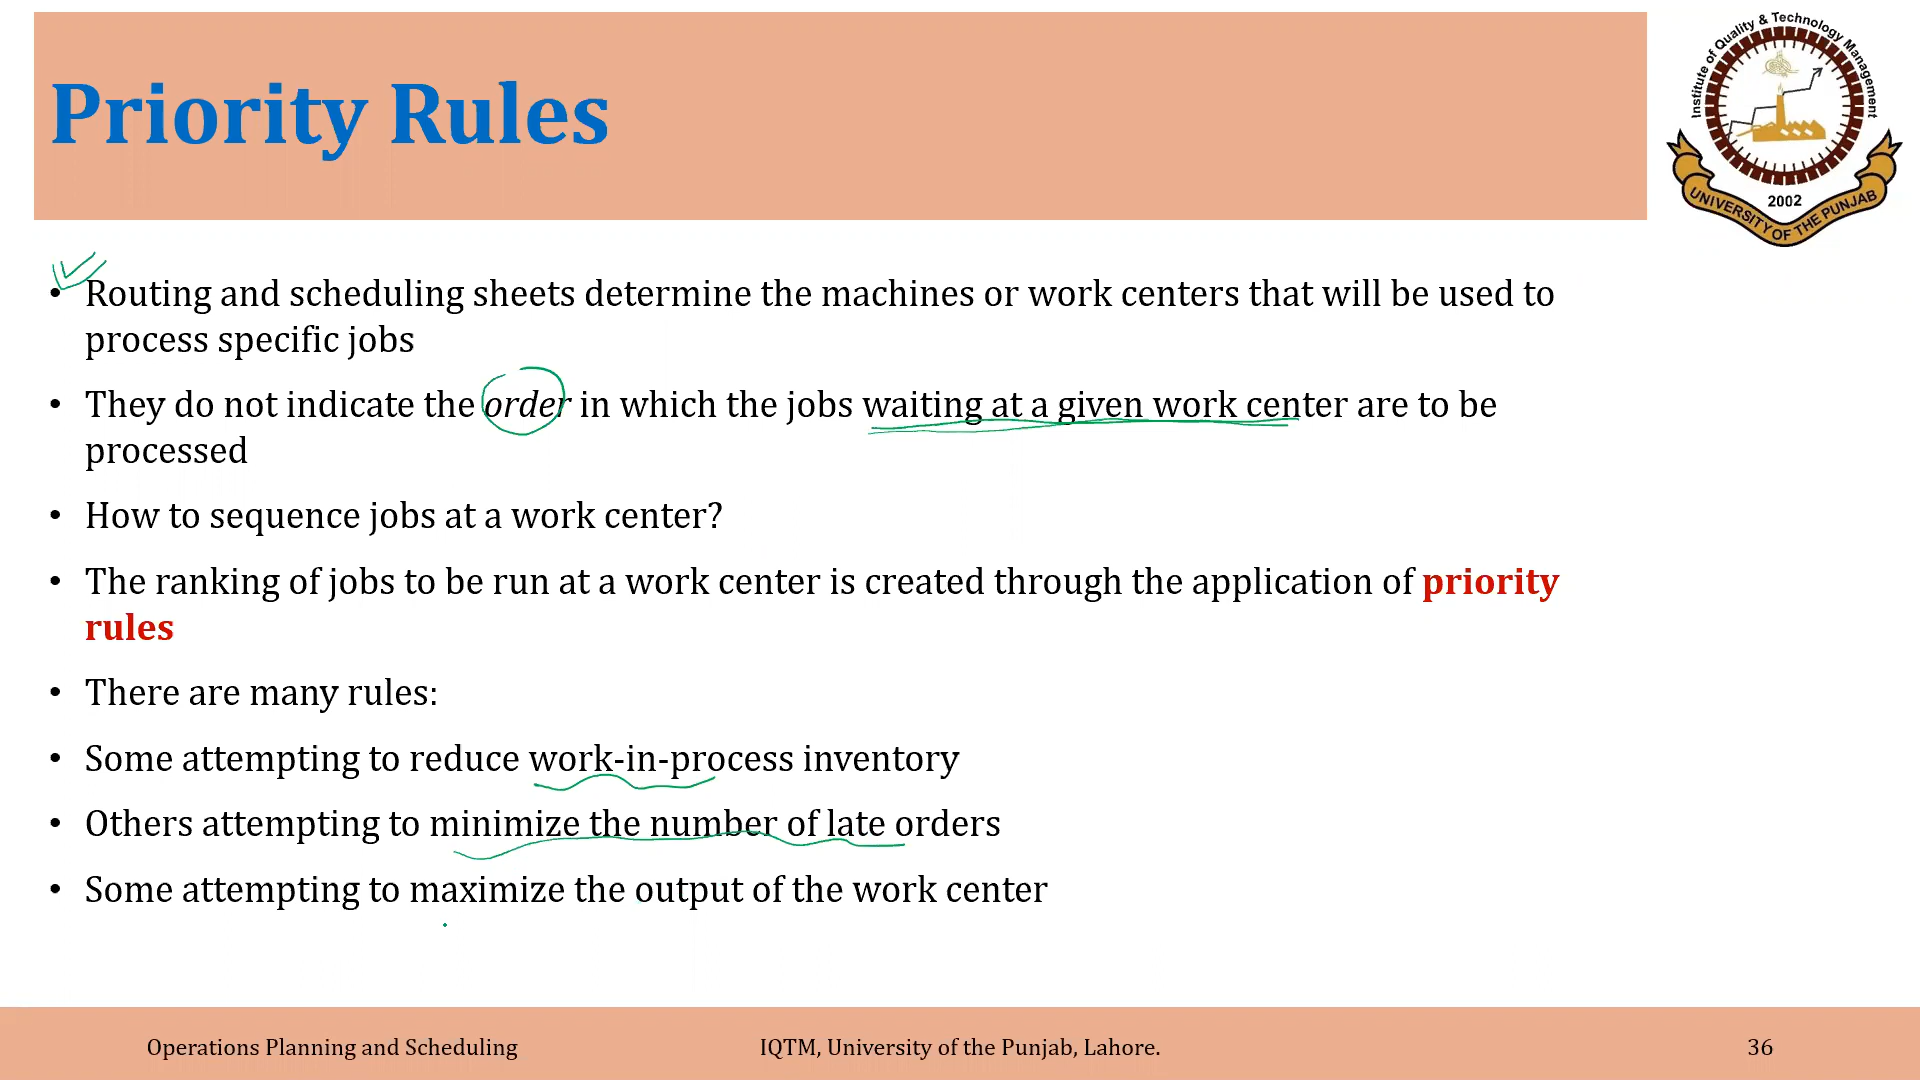 Priority Rules
Institute of Quality & Technology Management
2002
UNIVERSITY OF THE PUNJAB
• Routing and scheduling sheets determine the machines or work centers that will be used to
process specific jobs
• They do not indicate the order in which the jobs waiting at a given work center are to be
processed
• How to sequence jobs at a work center?
• The ranking of jobs to be run at a work center is created through the application of priority
rules
• There are many rules:
• Some attempting to reduce work-in-process inventory
• Others attempting to minimize the number of late orders
• Some attempting to maximize the output of the work center
Operations Planning and Scheduling
IQTM, University of the Punjab, Lahore.
36